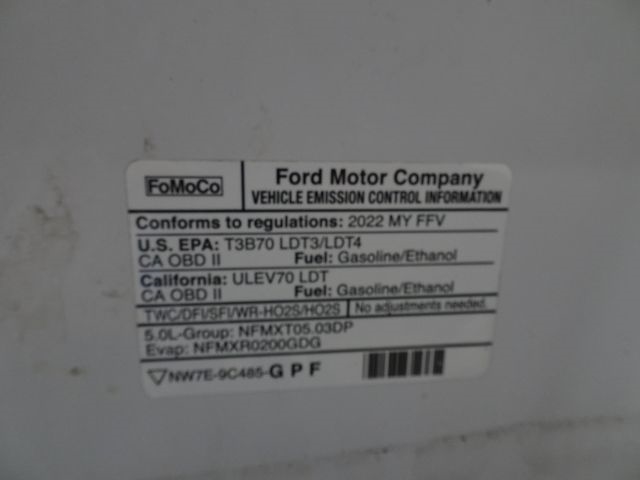 FoMoCo
Ford Motor Company
VEHICLE EMISSION CONTROL INFORMATION
Conforms to regulations: 2022 MY FFV
U.S. EPA: T3B70 LDT3/LDT4
CA OBD II Fuel: Gasoline/Ethanol
California: ULEV70 LDT
CA OBD II Fuel: Gasoline/Ethanol
TWC/DFI/SFI/WR-HO2S/HO2S No adjustments needed.
5.0L-Group: NFMXT05.03DP
Evap: NFMXR0200GDG
NW7E-9C485-GPF